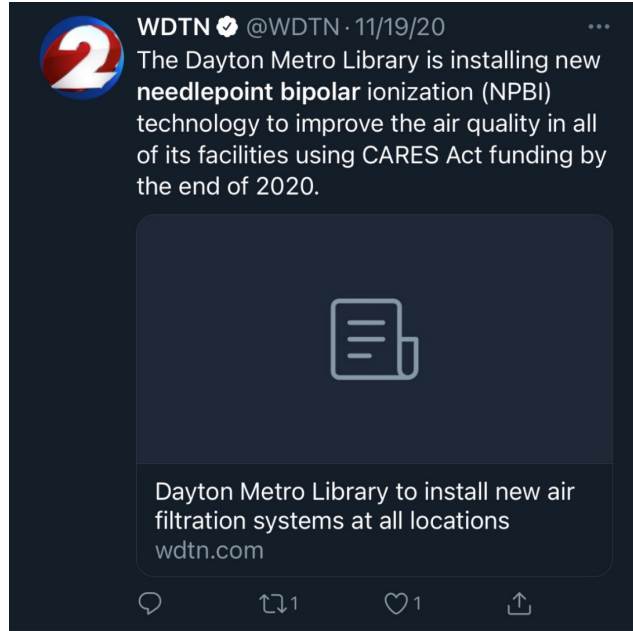 2
WDTN @WDTN · 11/19/20
The Dayton Metro Library is installing new
needlepoint bipolar ionization (NPBI)
technology to improve the air quality in all
of its facilities using CARES Act funding by
the end of 2020.
Dayton Metro Library to install new air
filtration systems at all locations
wdtn.com
1 1